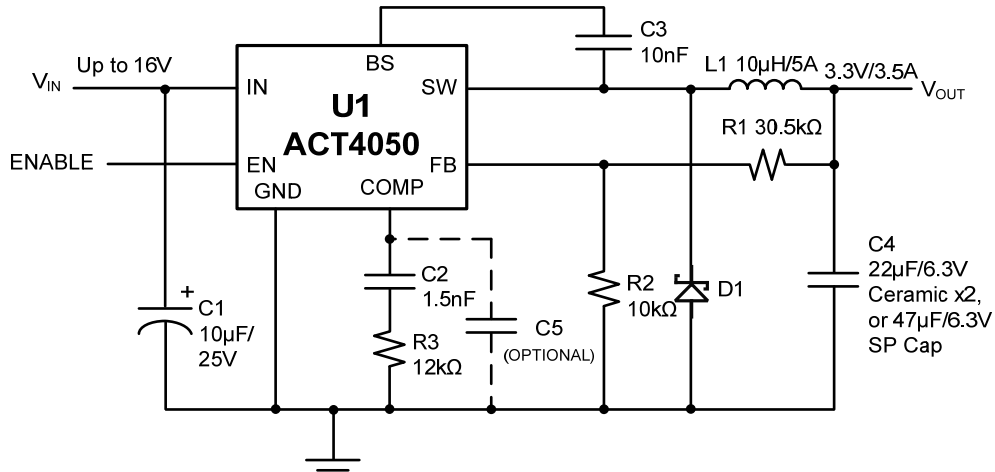 C3
10nF
BS
L1 10µH/5A
Up to 16V
3.3V/3.5A
VIN
IN
SW
VOUT
U1
R1 30.5kΩ
ACT4050
ENABLE
EN
FB
GND
COMP
C4
22µF/6.3V
Ceramic x2,
or 47µF/6.3V
SP Cap
C2
1.5nF
R2
10kΩ
D1
+
C1
10µF/
25V
C5
(OPTIONAL)
R3
12kΩ